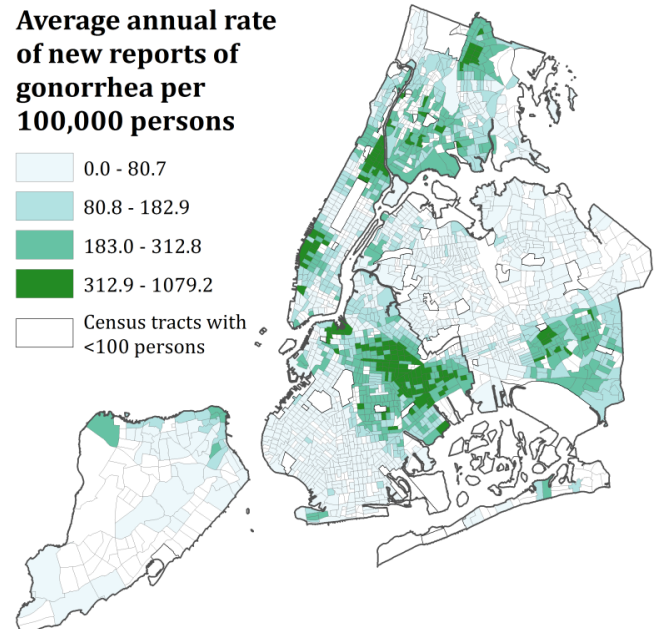 Average annual rate
of new reports of
gonorrhea per
100,000 persons
0.0 - 80.7
80.8 - 182.9
183.0 - 312.8
312.9 - 1079.2
Census tracts with
<100 persons